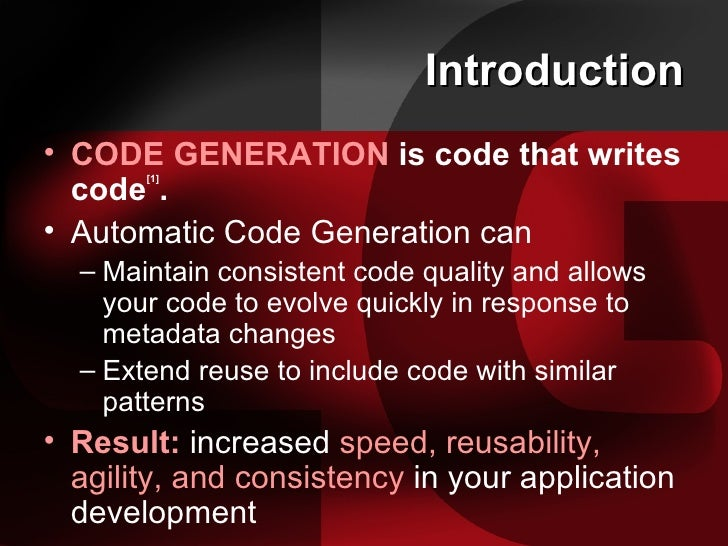 Introduction
• CODE GENERATION is code that writes
code[1].
• Automatic Code Generation can
– Maintain consistent code quality and allows
your code to evolve quickly in response to
metadata changes
– Extend reuse to include code with similar
patterns
• Result: increased speed, reusability,
agility, and consistency in your application
development